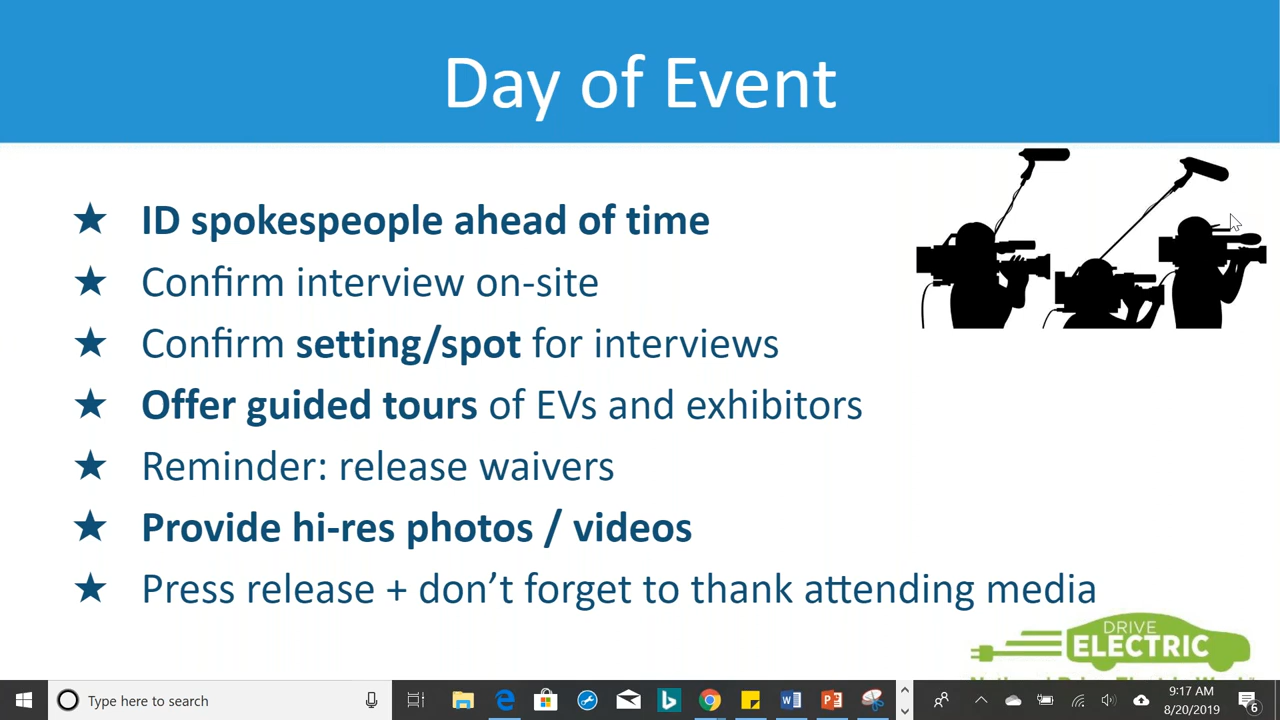 Day of Event
★ ID spokespeople ahead of time
★ Confirm interview on-site
★ Confirm setting/spot for interviews
★ Offer guided tours of EVs and exhibitors
★ Reminder: release waivers
★ Provide hi-res photos / videos
★ Press release + don't forget to thank attending media
DRIVE
ELECTRIC
Type here to search
9:17 AM
8/20/2019
6